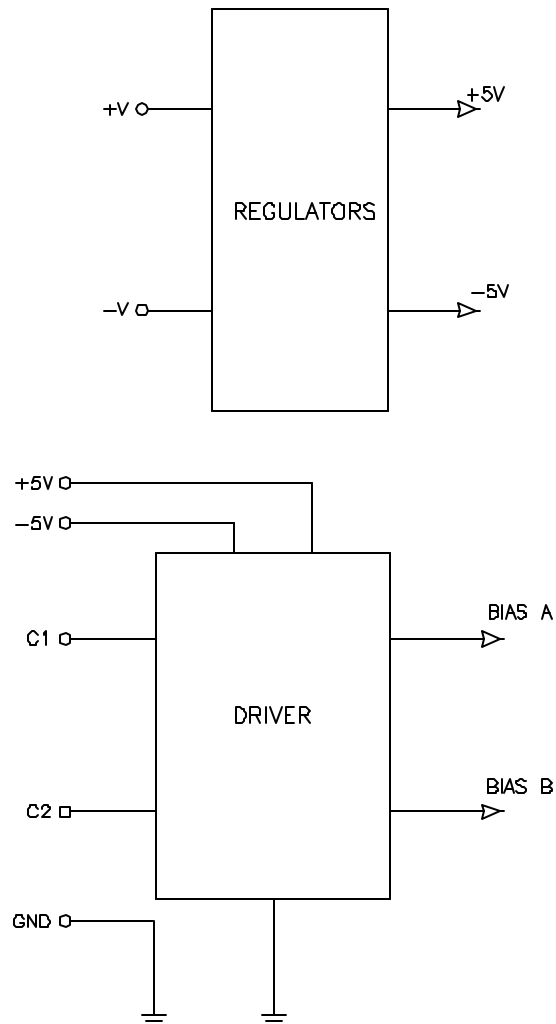 +5V
+V
REGULATORS
-5V
-V
+5V
-5V
BIAS A
C1
DRIVER
BIAS B
C2
GND